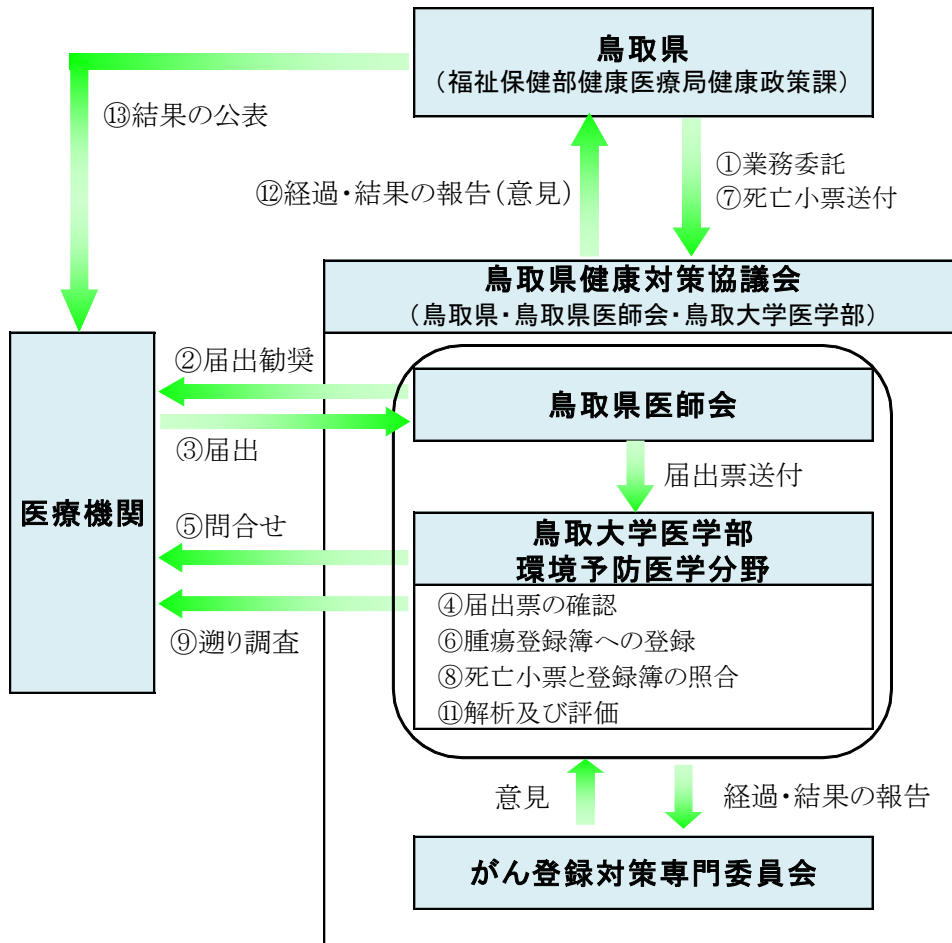 鳥取県
（福祉保健部健康医療局健康政策課）
⑬結果の公表
①業務委託
⑦死亡小票送付
⑫経過・結果の報告（意見）
鳥取県健康対策協議会
（鳥取県・鳥取県医師会・鳥取大学医学部）
②届出勧奨
鳥取県医師会
③届出
届出票送付
医療機関
⑤問合せ
鳥取大学医学部
環境予防医学分野
④届出票の確認
⑨遡り調査
⑥腫瘍登録簿への登録
⑧死亡小票と登録簿の照合
⑪解析及び評価
意見
経過・結果の報告
がん登録対策専門委員会